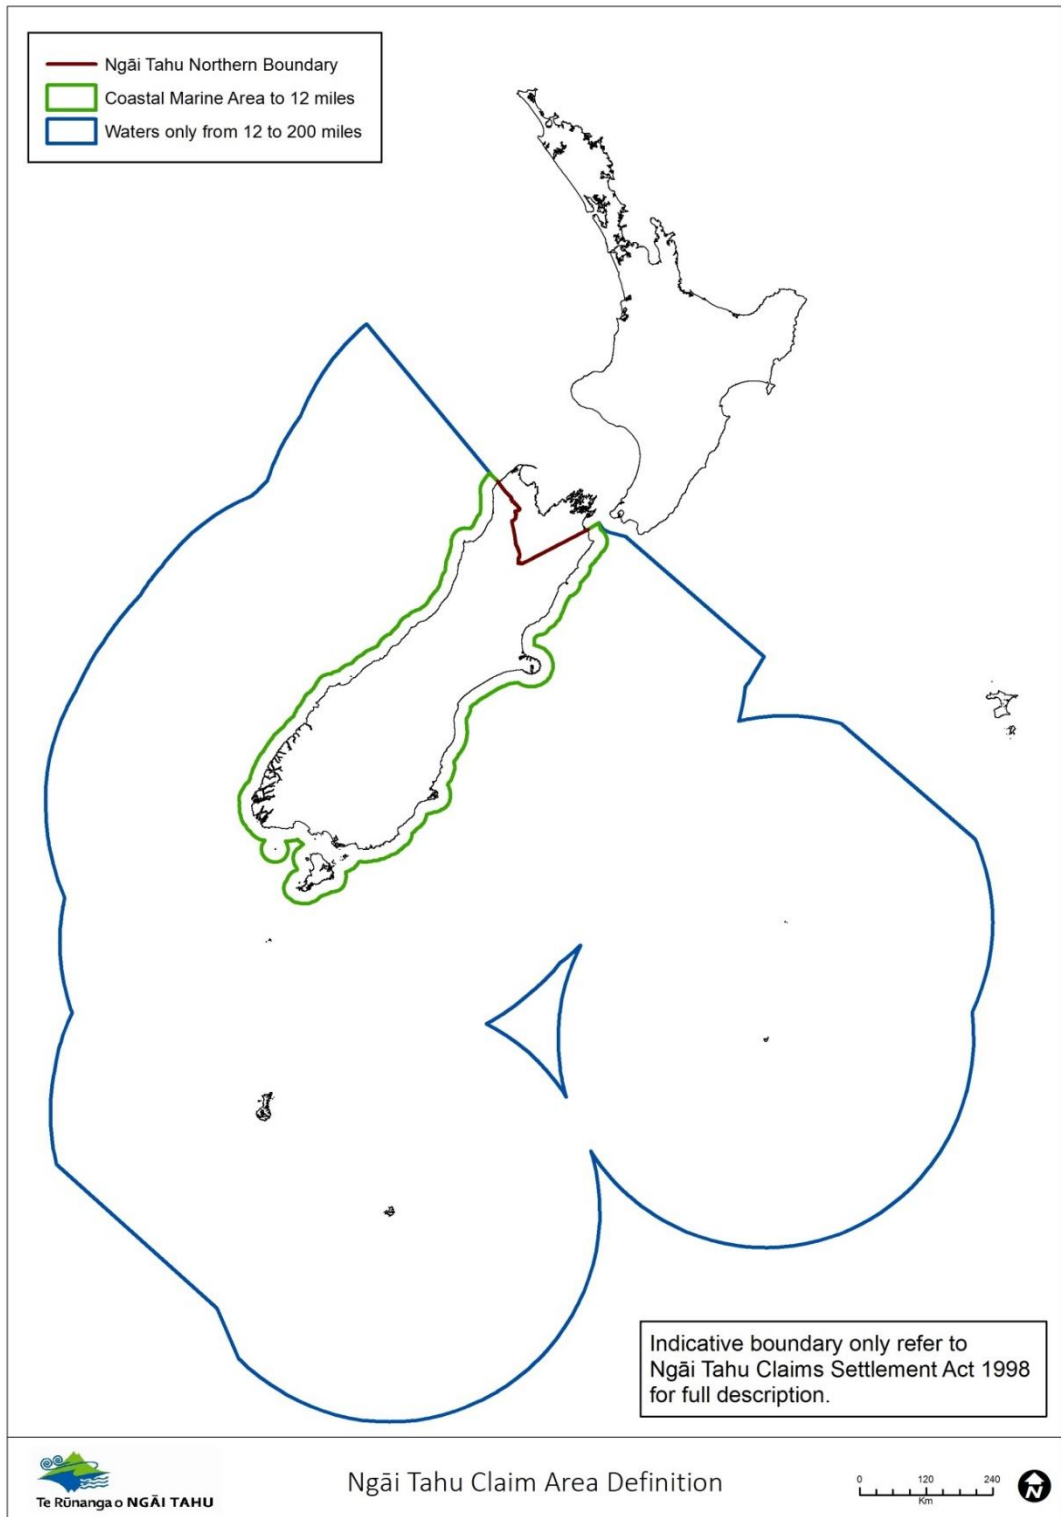 Ngāi Tahu Northern Boundary
Coastal Marine Area to 12 miles
Waters only from 12 to 200 miles
Indicative boundary only refer to
Ngāi Tahu Claims Settlement Act 1998
for full description.
Te Rūnanga o NGĀI TAHU
Ngāi Tahu Claim Area Definition
0 120 240
Km
N